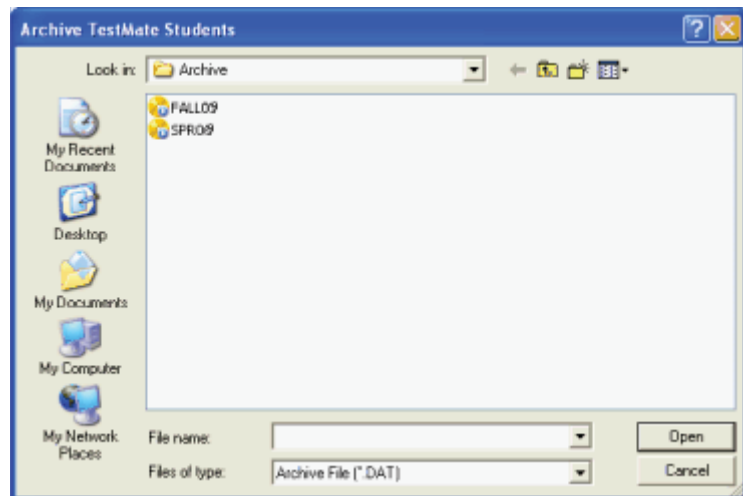 Archive TestMate Students
Look in: Archive
FALL09
SPR09
My Recent
Documents
Desktop
My Documents
My Computer
My Network
Places
File name:
Open
Files of type: Archive File (*.DAT)
Cancel